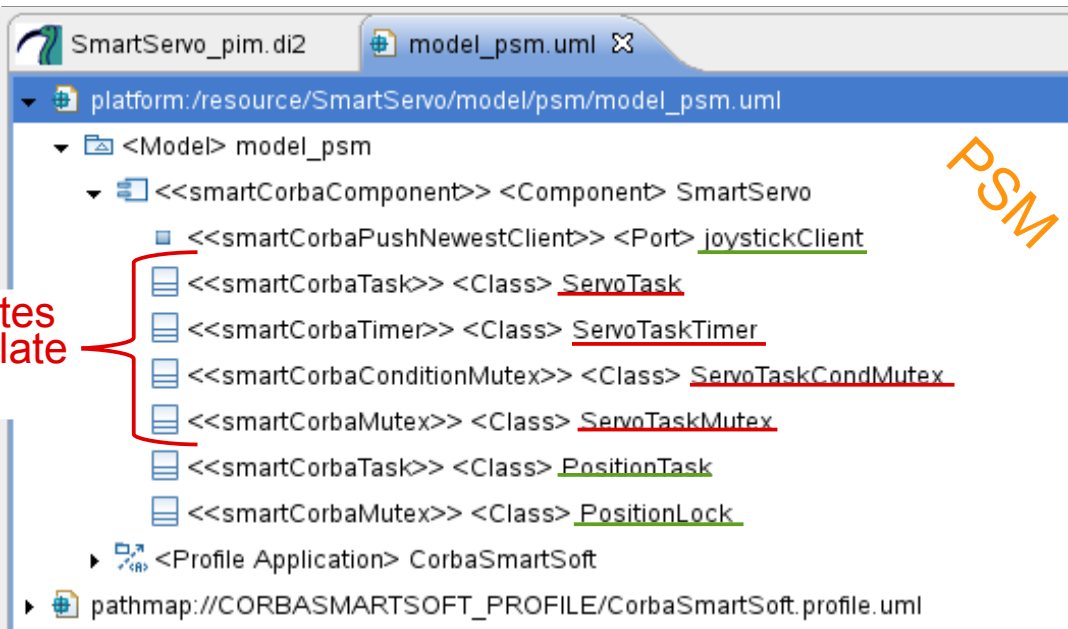 SmartServo_pim.di2
model_psm.uml
platform:/resource/SmartServo/model/psm/model_psm.uml
<Model> model_psm
PSM
<<smartCorbaComponent>> <Component> SmartServo
<<smartCorbaPushNewestClient>> <Port> joystickClient
<<smartCorbaTask>> <Class> ServoTask
tes
late
<<smartCorbaTimer>> <Class> ServoTaskTimer
<<smartCorbaConditionMutex>> <Class> ServoTaskCondMutex
<<smartCorbaMutex>> <Class> ServoTaskMutex
<<smartCorbaTask>> <Class> PositionTask
<<smartCorbaMutex>> <Class> PositionLock
<Profile Application> CorbaSmartSoft
pathmap://CORBASMARTSOFT_PROFILE/CorbaSmartSoft.profile.uml